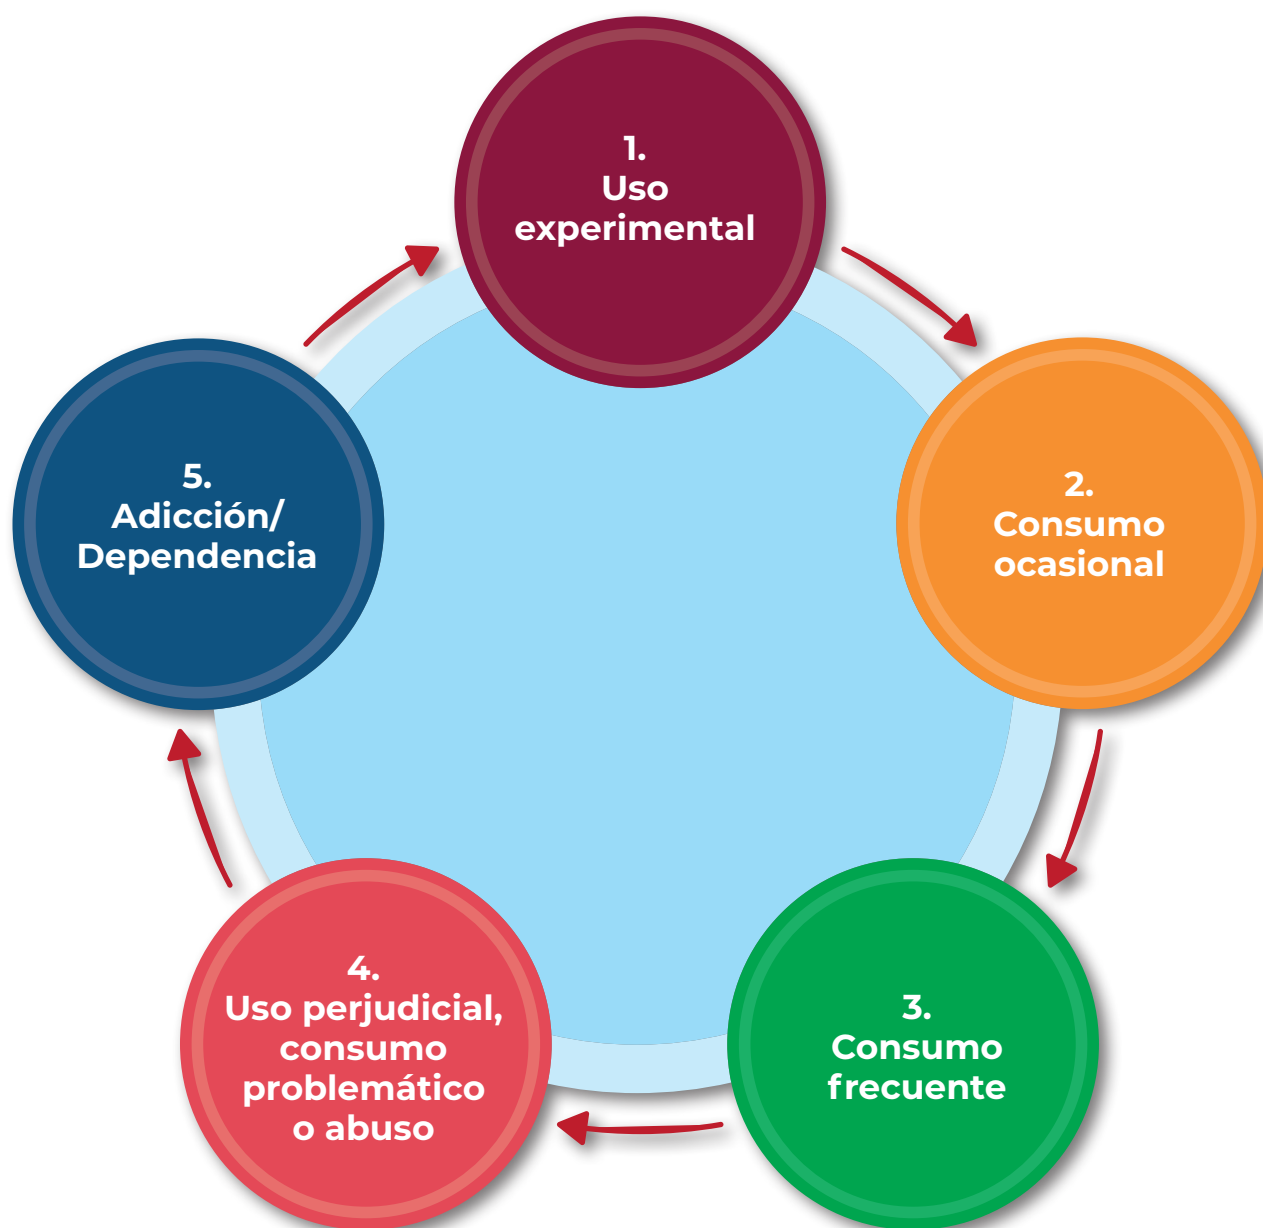 1.
Uso
experimental
2.
Consumo
ocasional
3.
Consumo
frecuente
4.
Uso perjudicial,
consumo
problemático
o abuso
5.
Adicción/
Dependencia